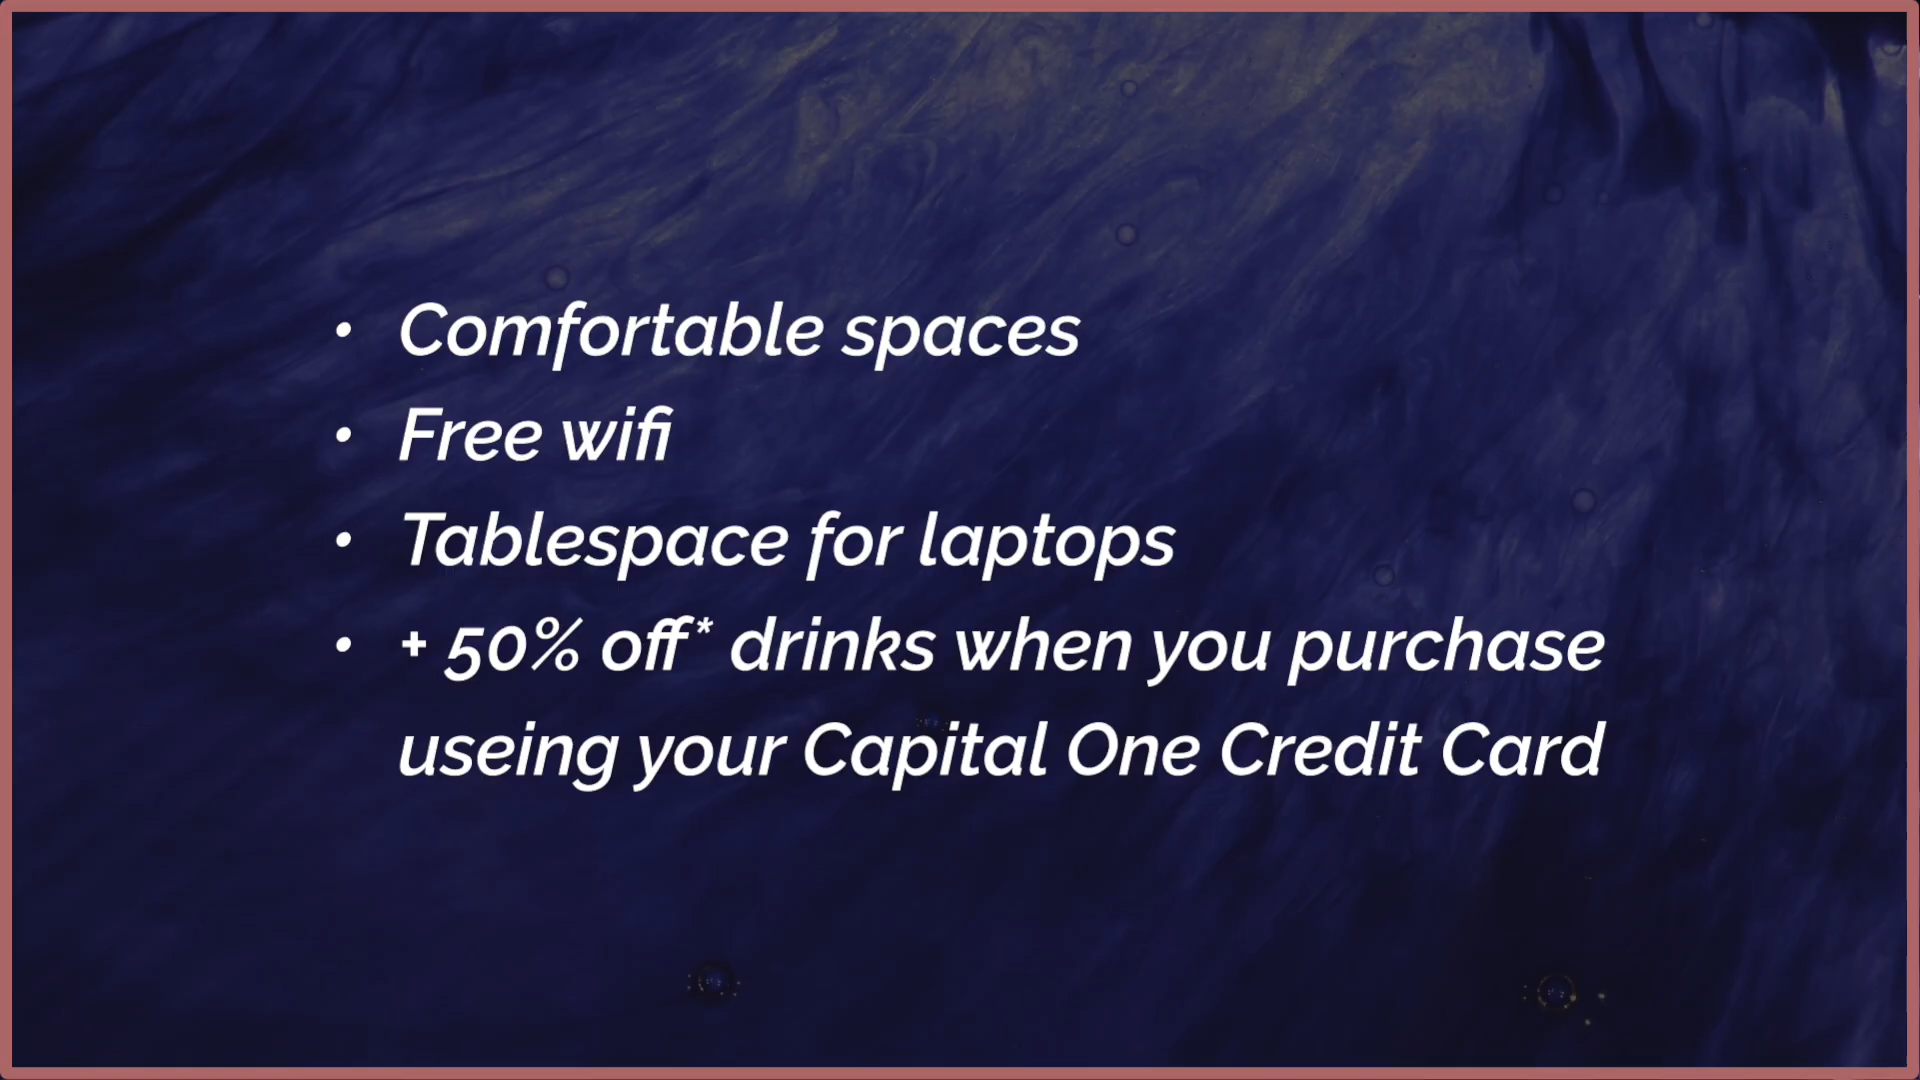 • Comfortable spaces
• Free wifi
• Tablespace for laptops
• + 50% off* drinks when you purchase
useing your Capital One Credit Card